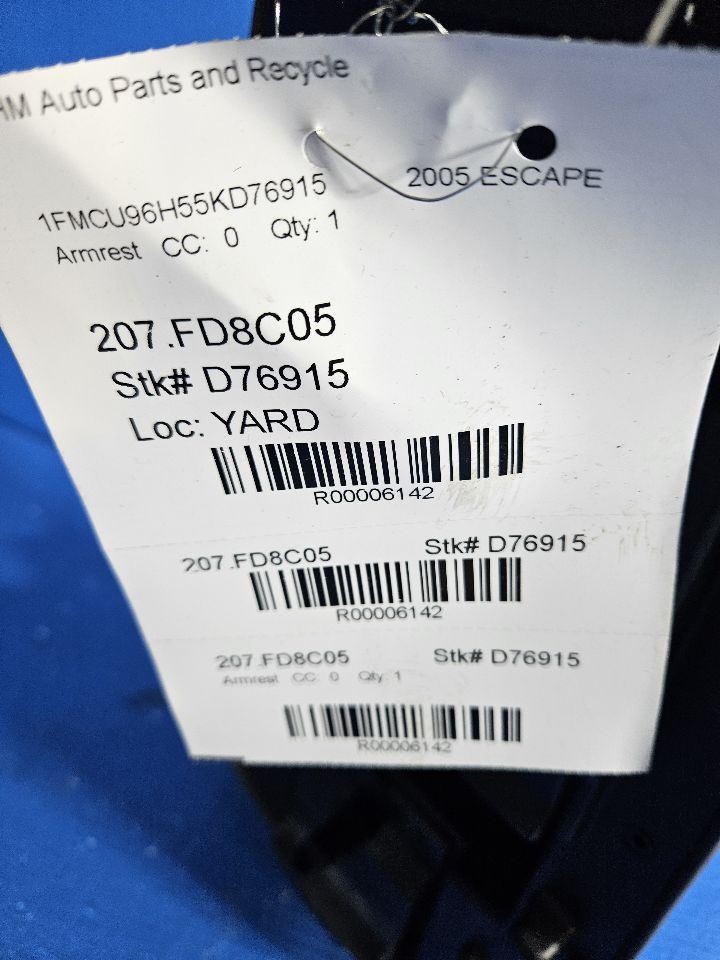 HM Auto Parts and Recycle
2005 ESCAPE
1FMCU96H55KD76915
Armrest CC: 0 Qty: 1
207.FD8C05
Stk# D76915
Loc: YARD
R00006142
207.FD8C05 Stk# D76915
R00006142
207.FD8C05 Stk# D76915
Armrest CC: 0 Qty: 1
R00006142